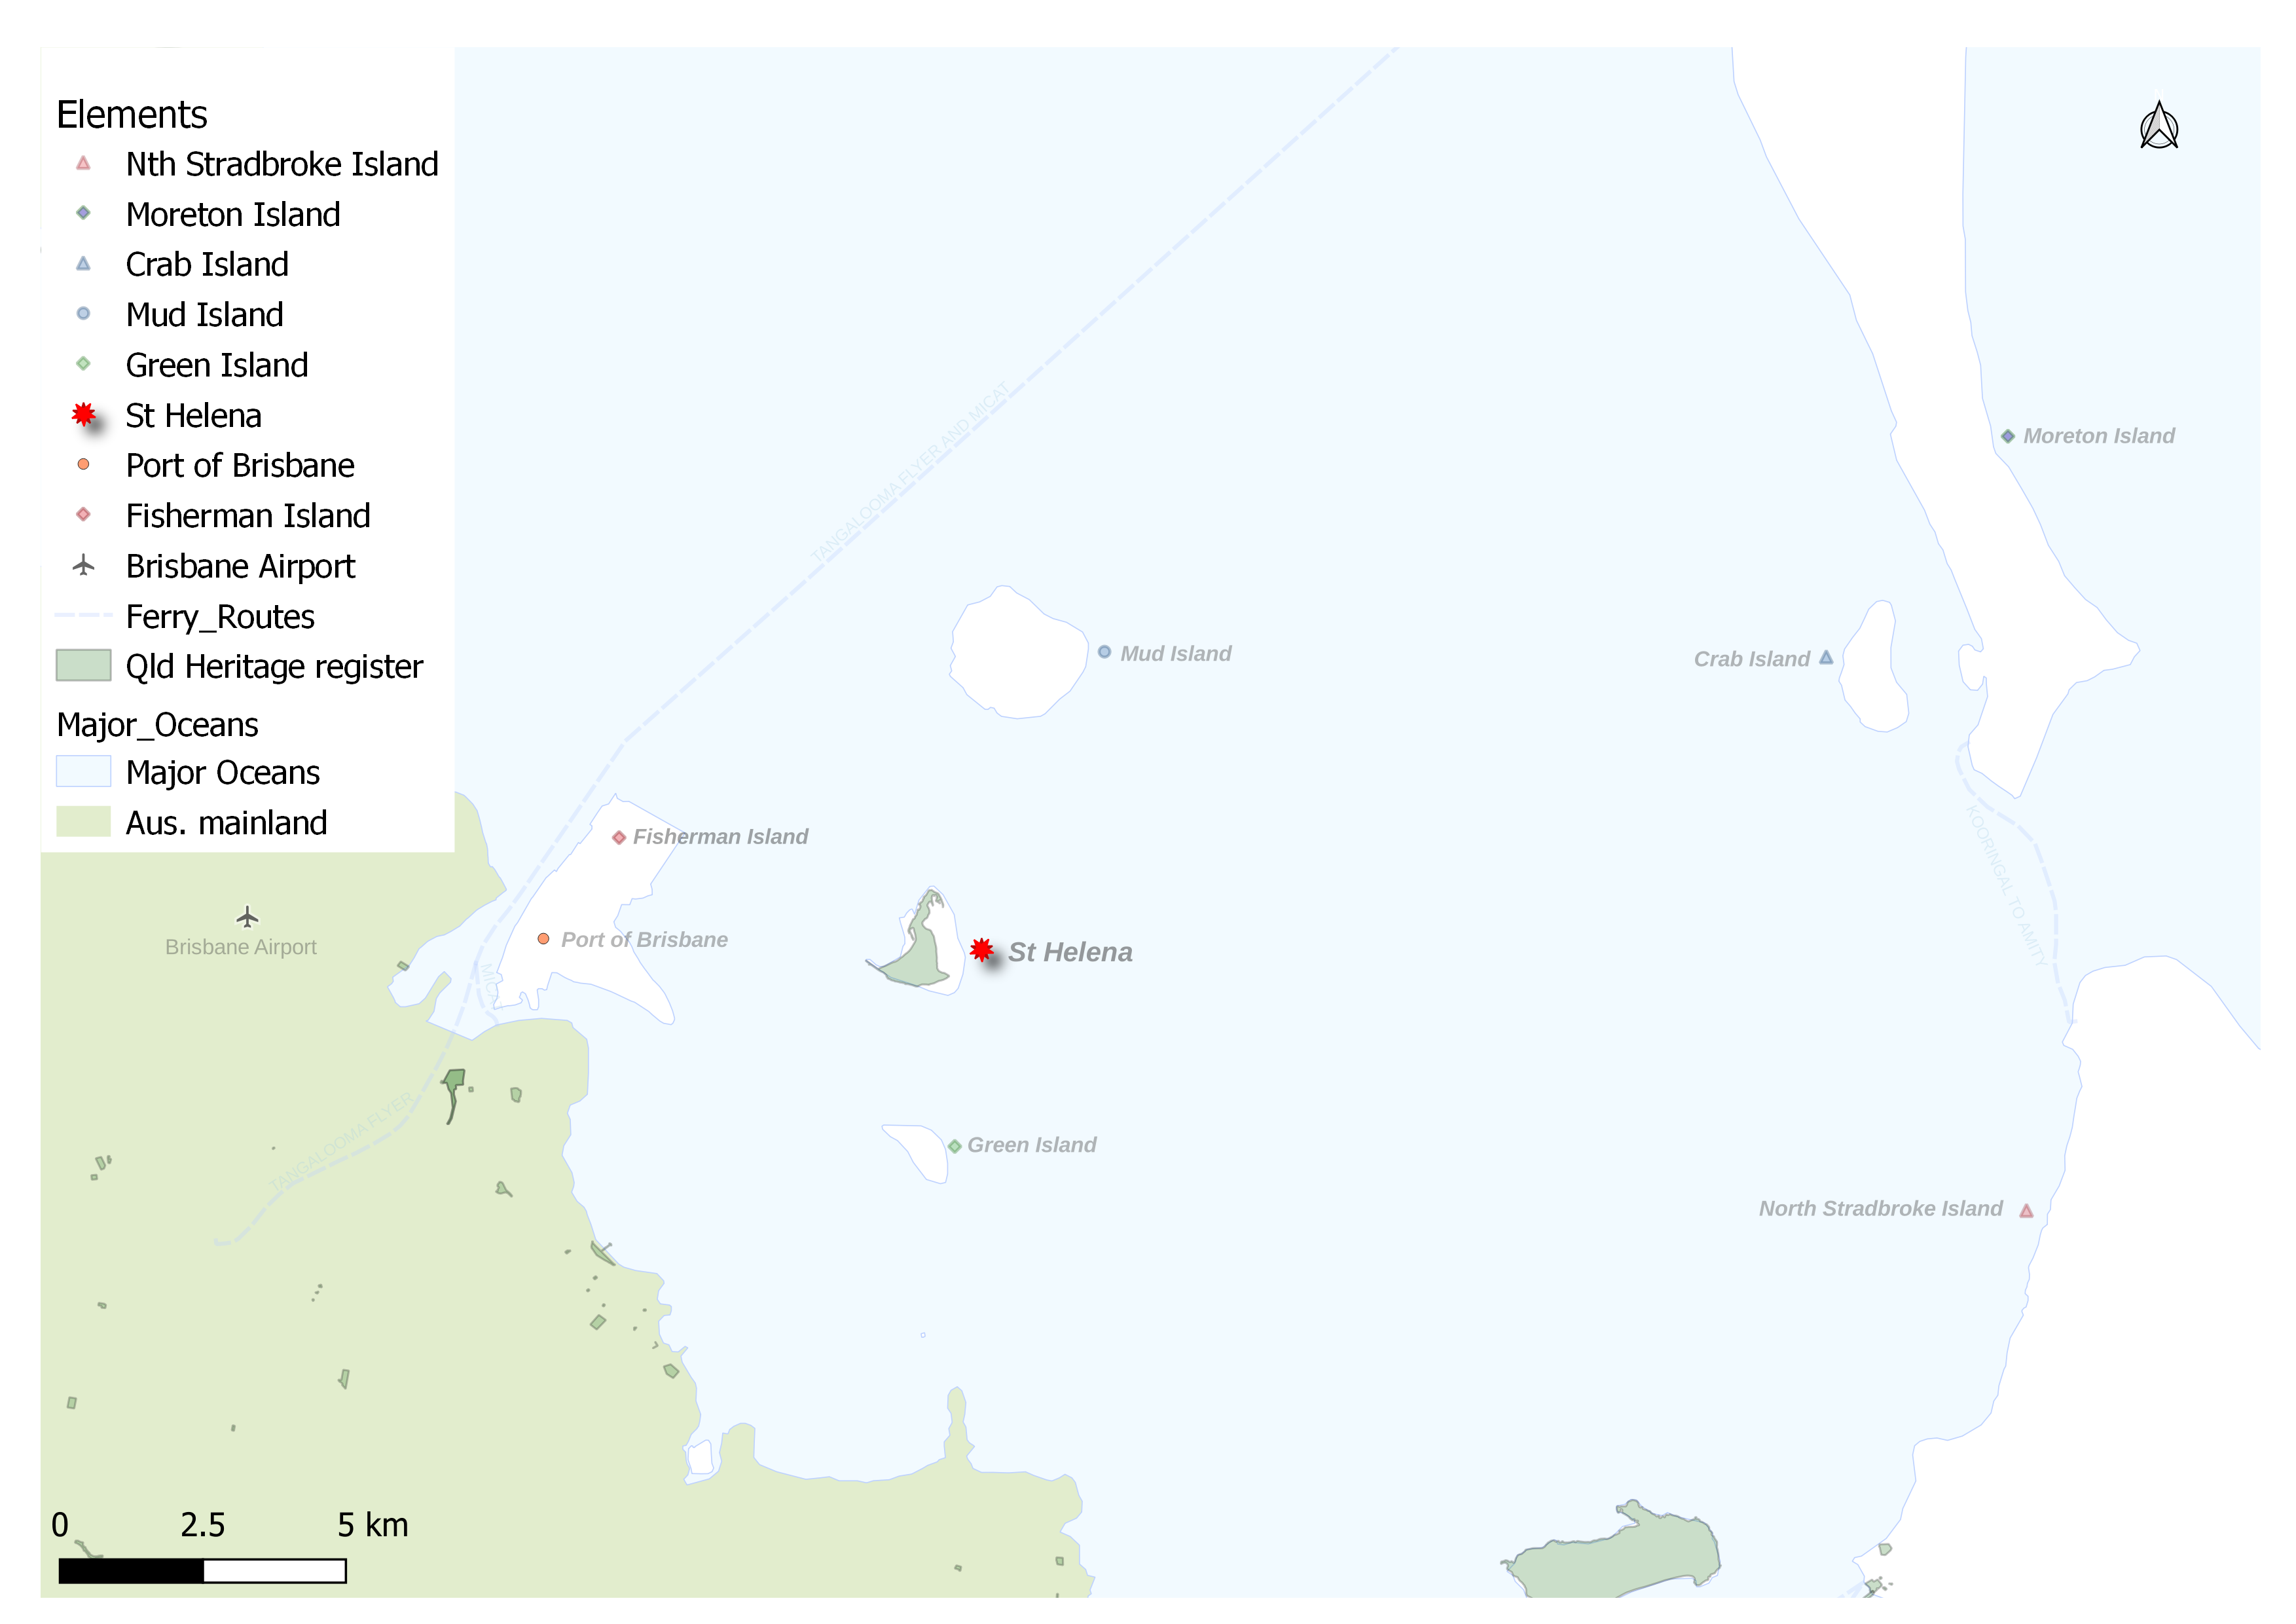 Elements
Nth Stradbroke Island
Moreton Island
Crab Island
Mud Island
Green Island
St Helena
Port of Brisbane
Fisherman Island
Brisbane Airport
Ferry_Routes
Qld Heritage register
Major_Oceans
Major Oceans
Aus. mainland
TANGALOOMA FLYER AND MICAT
Moreton Island
Mud Island
Crab Island
Fisherman Island
KOORINGAL TO AMITY
Brisbane Airport
Port of Brisbane
St Helena
MICAT
TANGALOOMA FLYER
Green Island
North Stradbroke Island
0 2.5 5 km